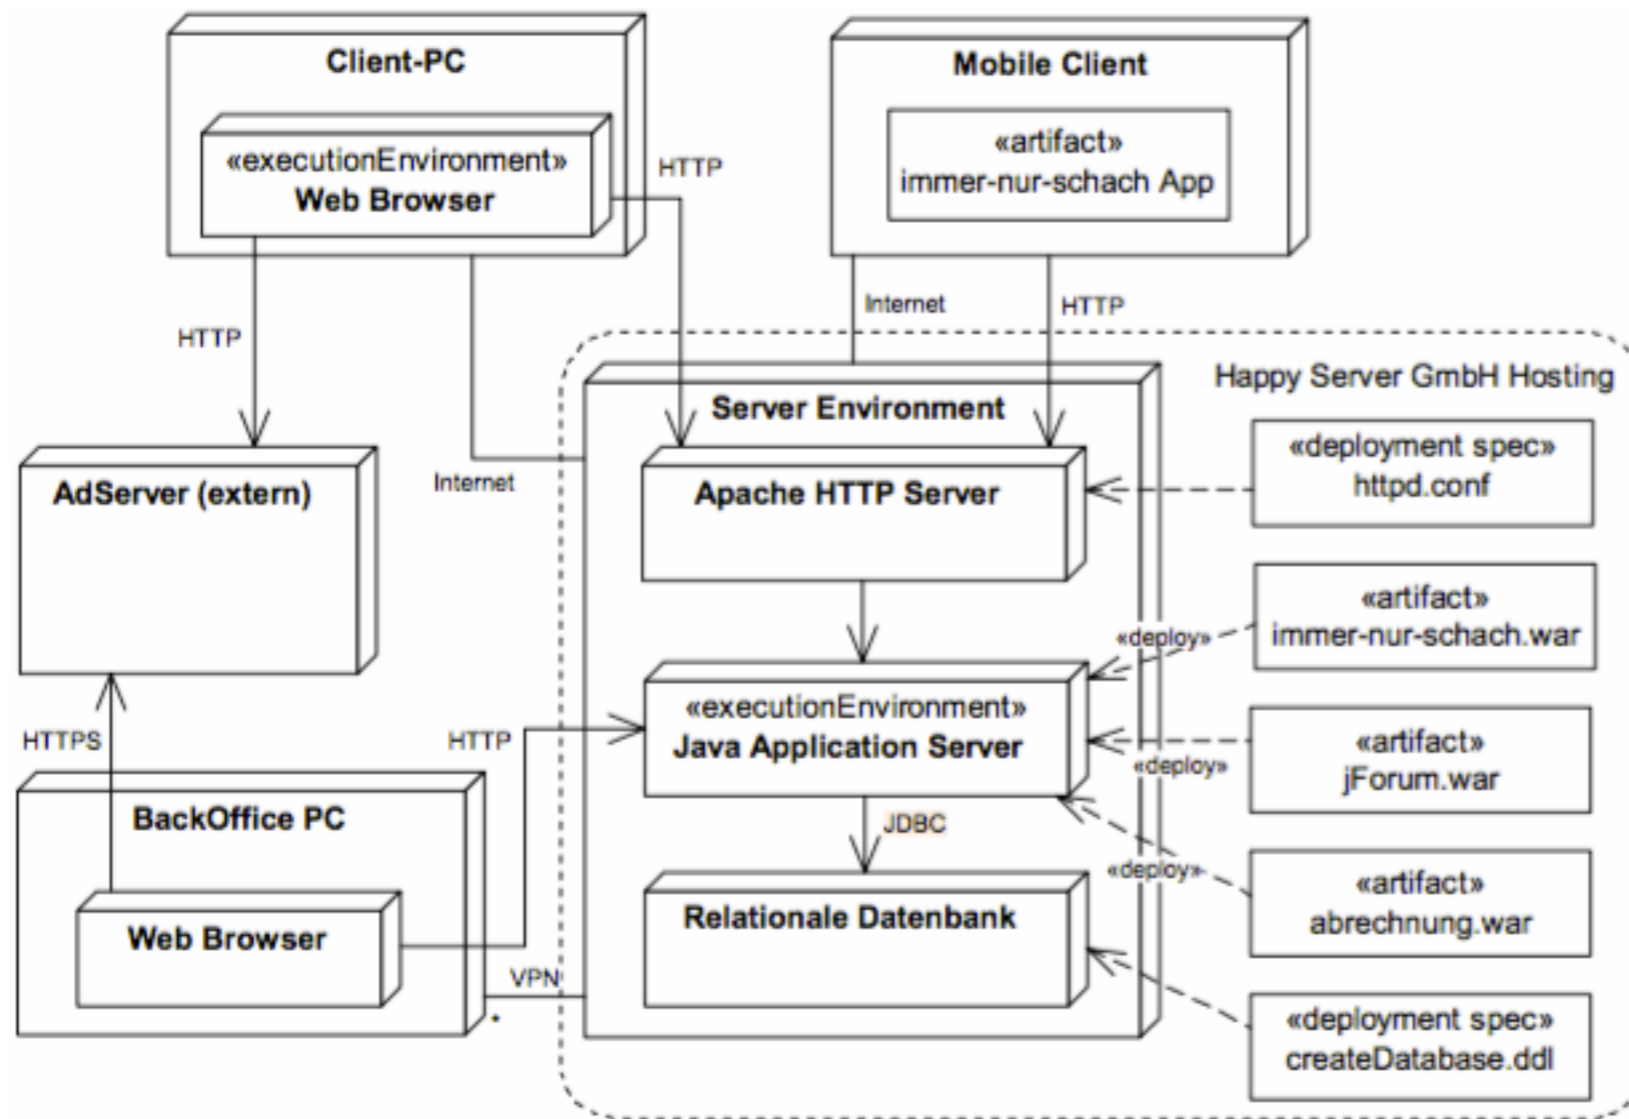 Client-PC
«executionEnvironment»
Web Browser
HTTP
Mobile Client
«artifact»
immer-nur-schach App
HTTP
Internet
HTTP
Internet
Happy Server GmbH Hosting
Server Environment
AdServer (extern)
Apache HTTP Server
«deployment spec»
httpd.conf
«deploy»
«artifact»
immer-nur-schach.war
HTTPS
HTTP
«executionEnvironment»
Java Application Server
«deploy»
«artifact»
jForum.war
BackOffice PC
JDBC
«deploy»
«artifact»
abrechnung.war
Web Browser
VPN
*
Relationale Datenbank
«deployment spec»
createDatabase.ddl